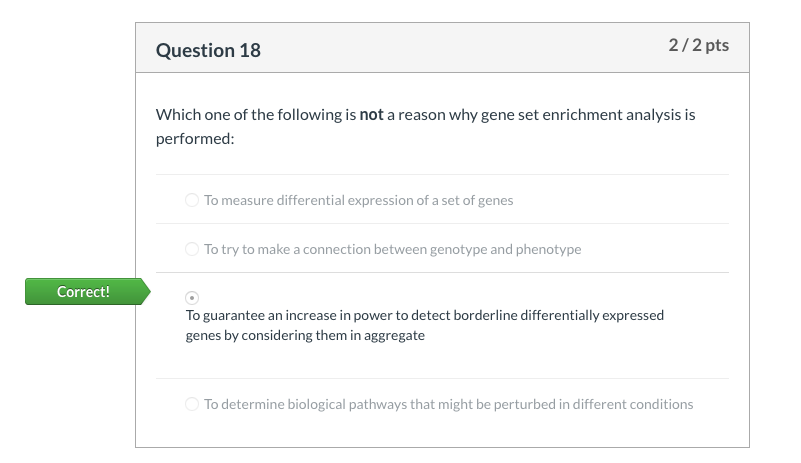 Question 18
2 / 2 pts
Which one of the following is not a reason why gene set enrichment analysis is
performed:
To measure differential expression of a set of genes
To try to make a connection between genotype and phenotype
Correct!
To guarantee an increase in power to detect borderline differentially expressed
genes by considering them in aggregate
To determine biological pathways that might be perturbed in different conditions